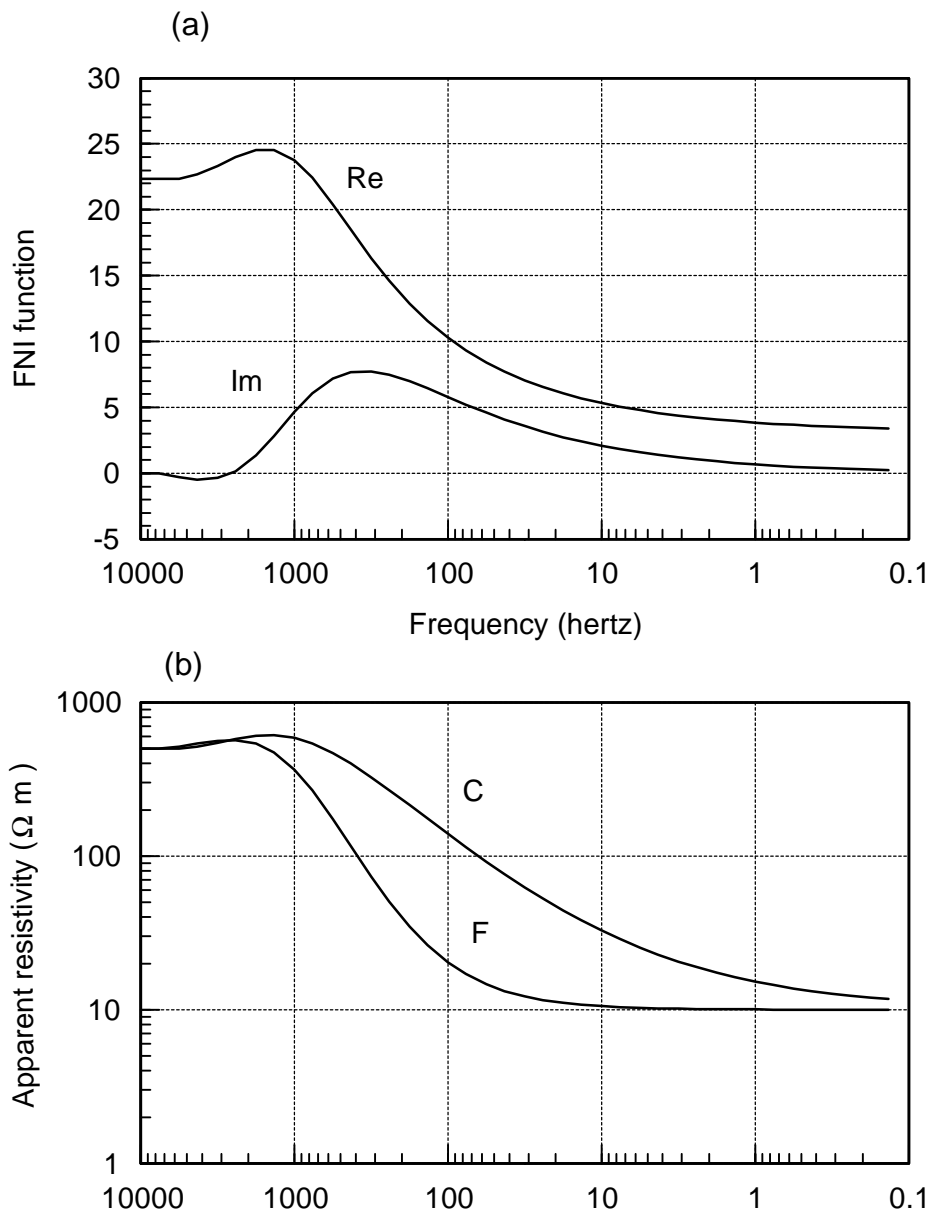 (a)
FNI function
30
25
20
15
10
5
0
-5
Re
Im
10000 1000 100 10 1 0.1
Frequency (hertz)
(b)
Apparent resistivity (Ω m)
1000
100
10
1
C
F
10000 1000 100 10 1 0.1